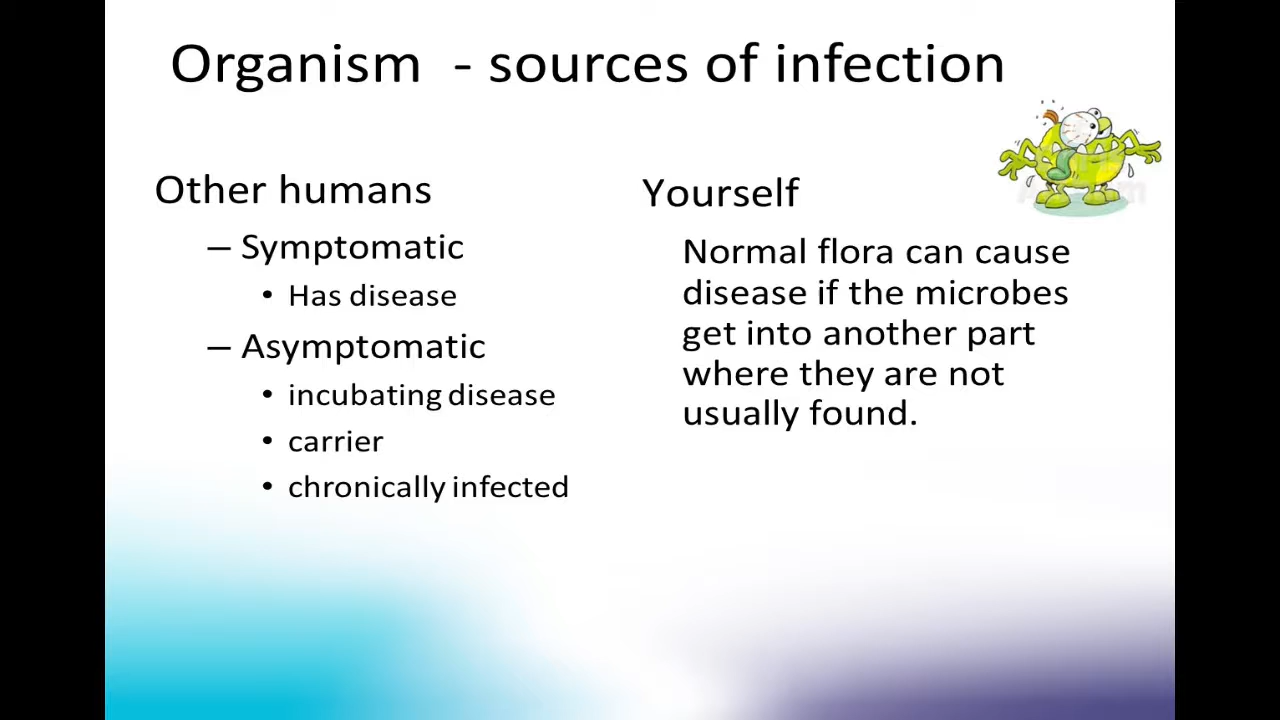 Organism - sources of infection
Other humans
– Symptomatic
• Has disease
– Asymptomatic
• incubating disease
• carrier
• chronically infected
Yourself
Normal flora can cause
disease if the microbes
get into another part
where they are not
usually found.